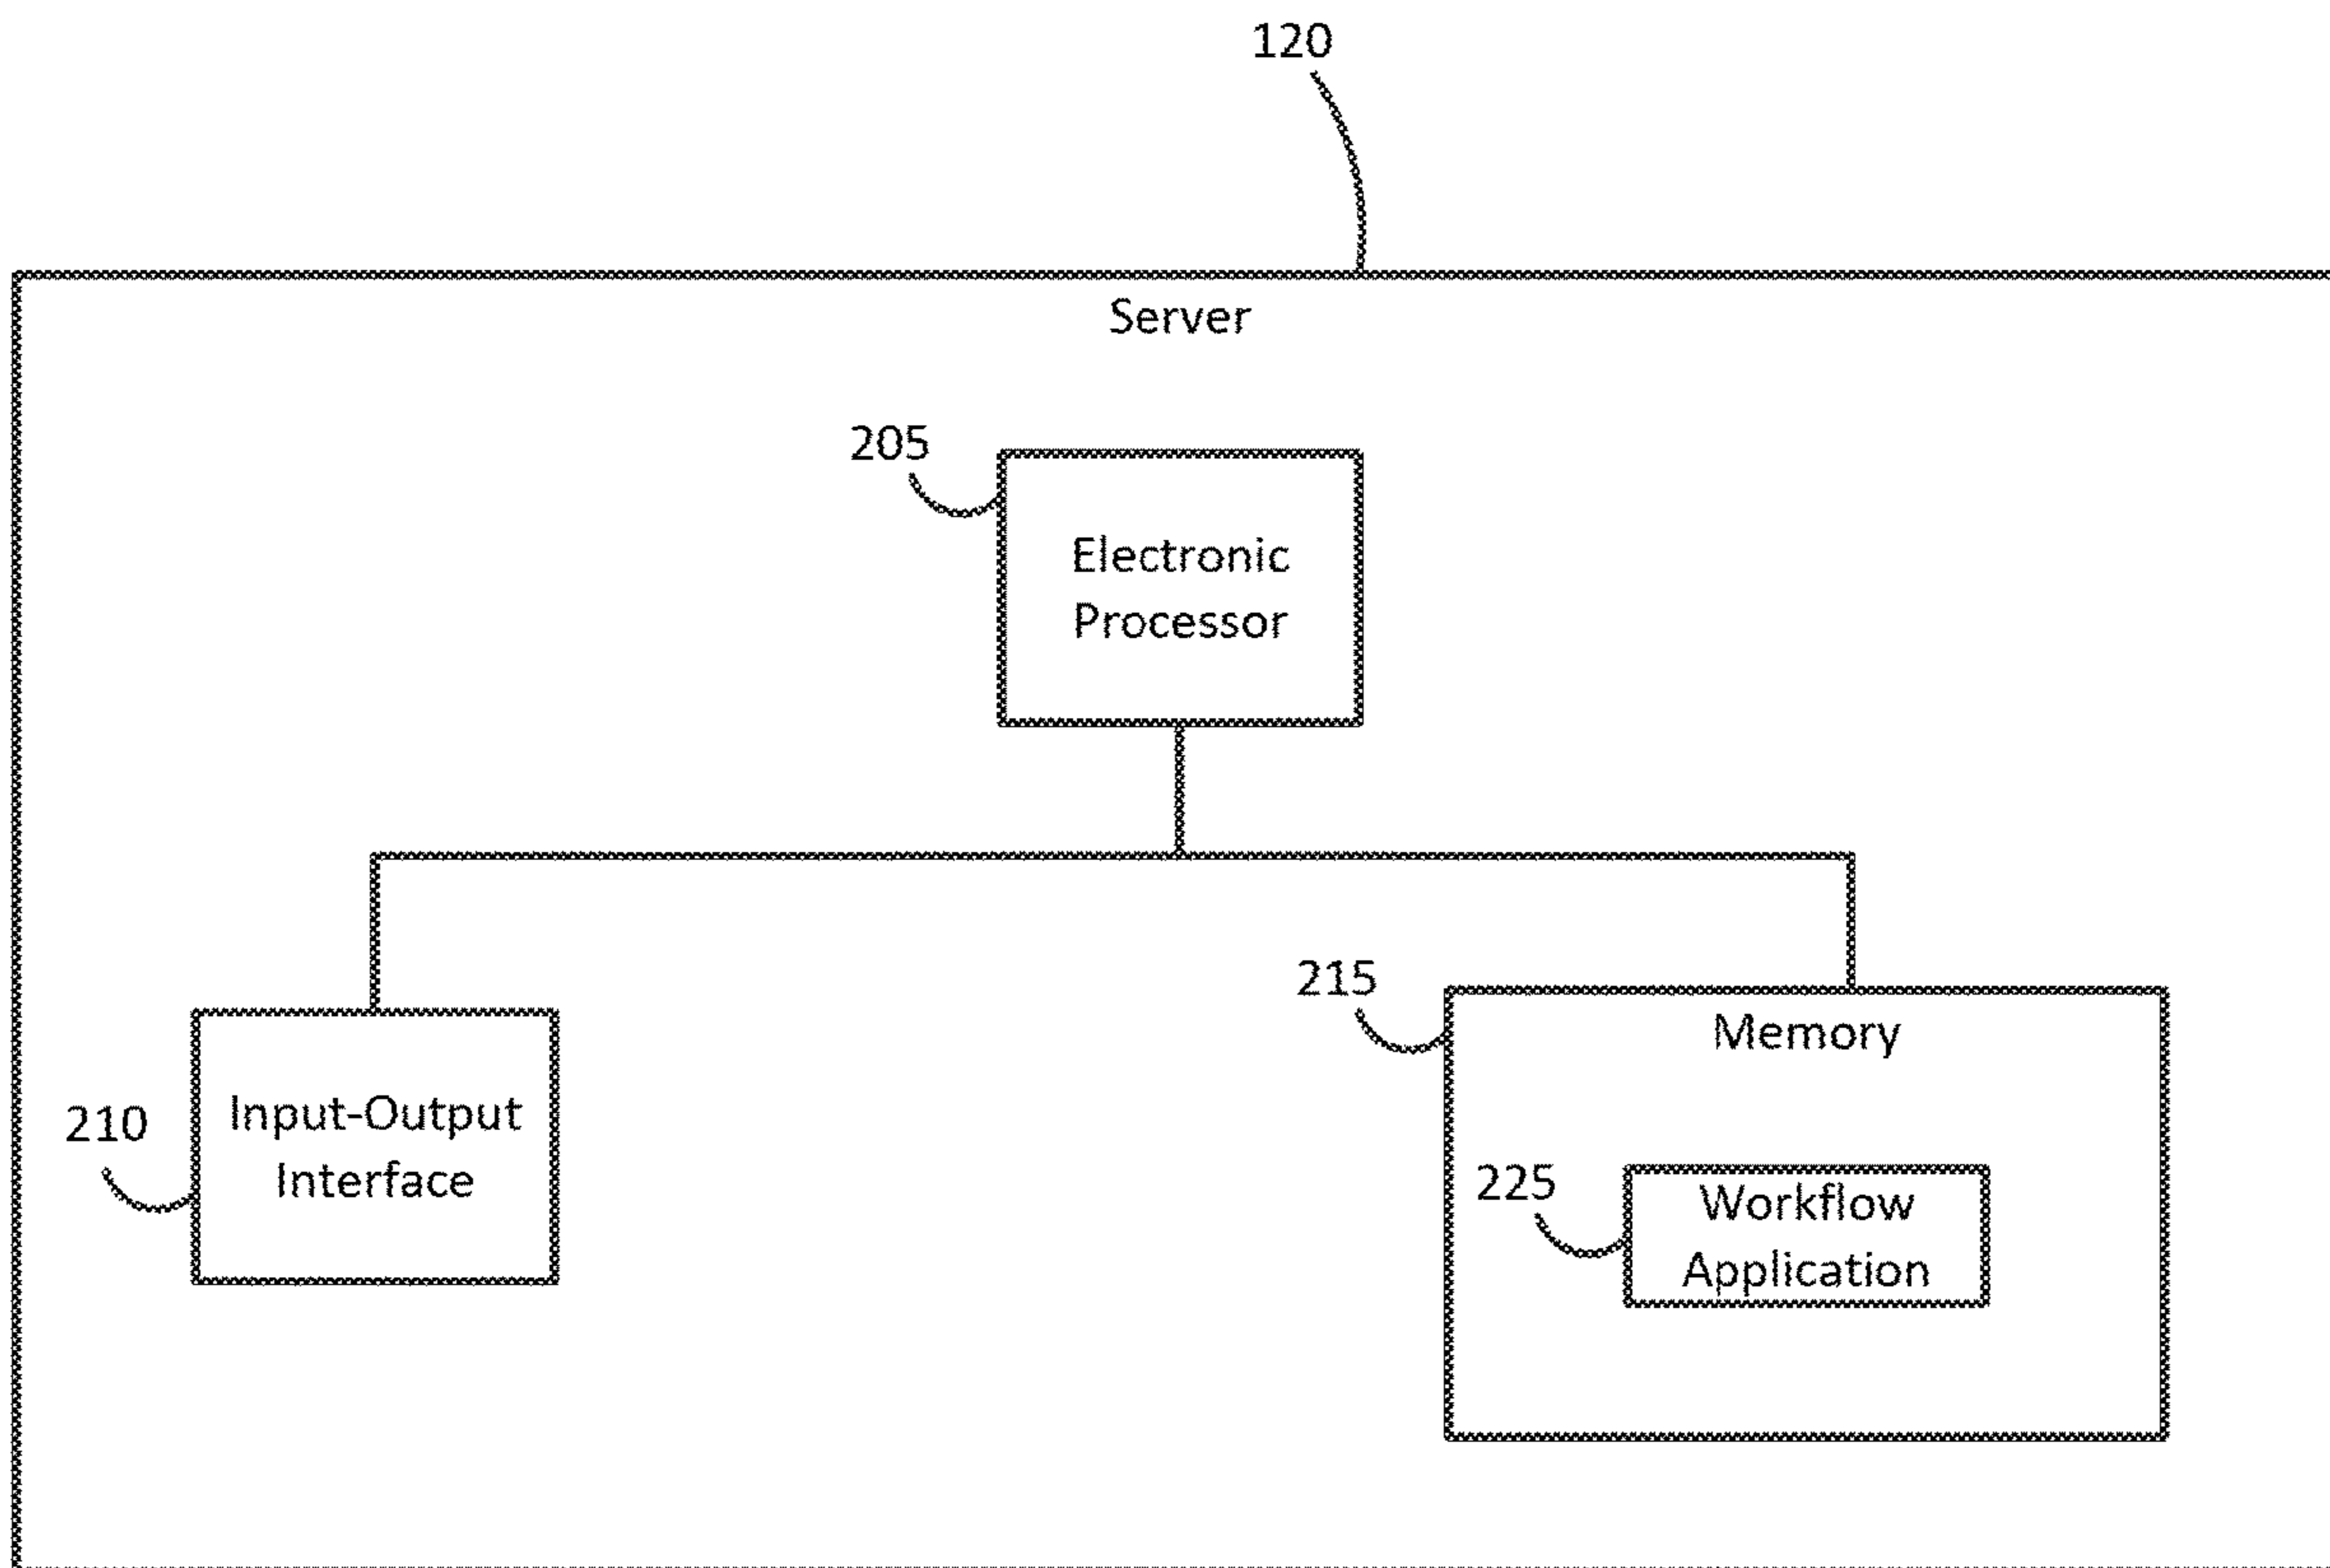 120
Server
205
Electronic
Processor
215
Memory
210
Input-Output
Interface
225
Workflow
Application